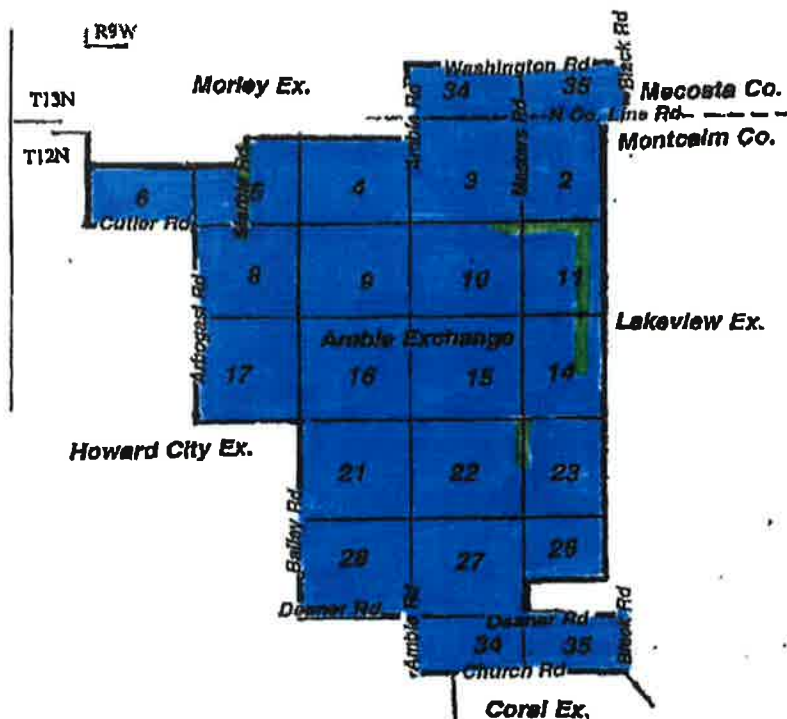 R9W
Washington Rd
Black Rd
Morley Ex.
34 35
Mecosta Co.
T13N
Amble Rd
N Co. Line Rd
Masters Rd
Montcalm Co.
T12N
6 5 4 3 2
Cutler Rd
8 9 10 11
Arbogast Rd
Lakeview Ex.
Amble Exchange
17 16 15 14
Howard City Ex.
21 22 23
Bailey Rd
28 27 26
Deaner Rd
Amble Rd
Deaner Rd
Black Rd
34 35
Church Rd
Coral Ex.